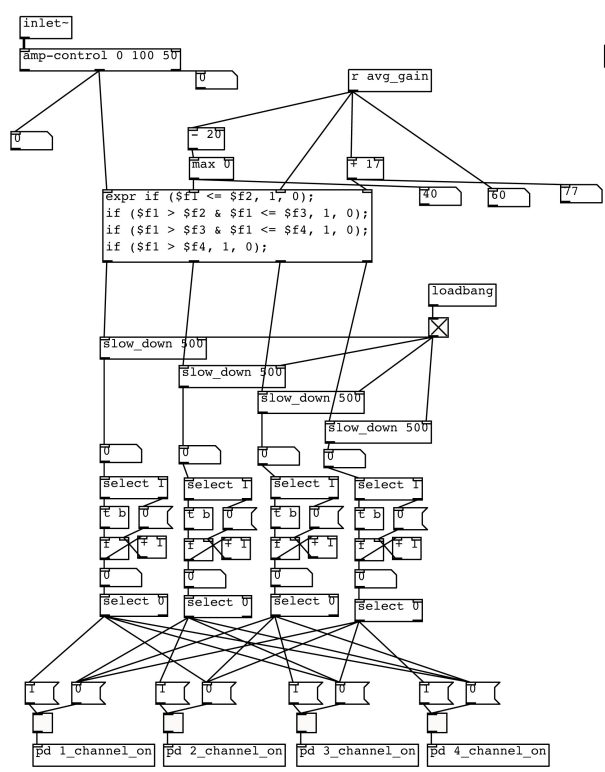 inlet~
amp-control 0 100 50
0
r avg_gain
0
- 20
max 0
+ 17
40
60
77
expr if ($f1 <= $f2, 1, 0);
if ($f1 > $f2 & $f1 <= $f3, 1, 0);
if ($f1 > $f3 & $f1 <= $f4, 1, 0);
if ($f1 > $f4, 1, 0);
loadbang
slow_down 500
slow_down 500
slow_down 500
slow_down 500
0 0 0 0
select 1 select 1 select 1 select 1
t b 0 t b 0 t b 0 t b 0
f + 1 f + 1 f + 1 f + 1
0 0 0 0
select 0 select 0 select 0 select 0
1 0 1 0 1 0 1 0
pd 1_channel_on pd 2_channel_on pd 3_channel_on pd 4_channel_on